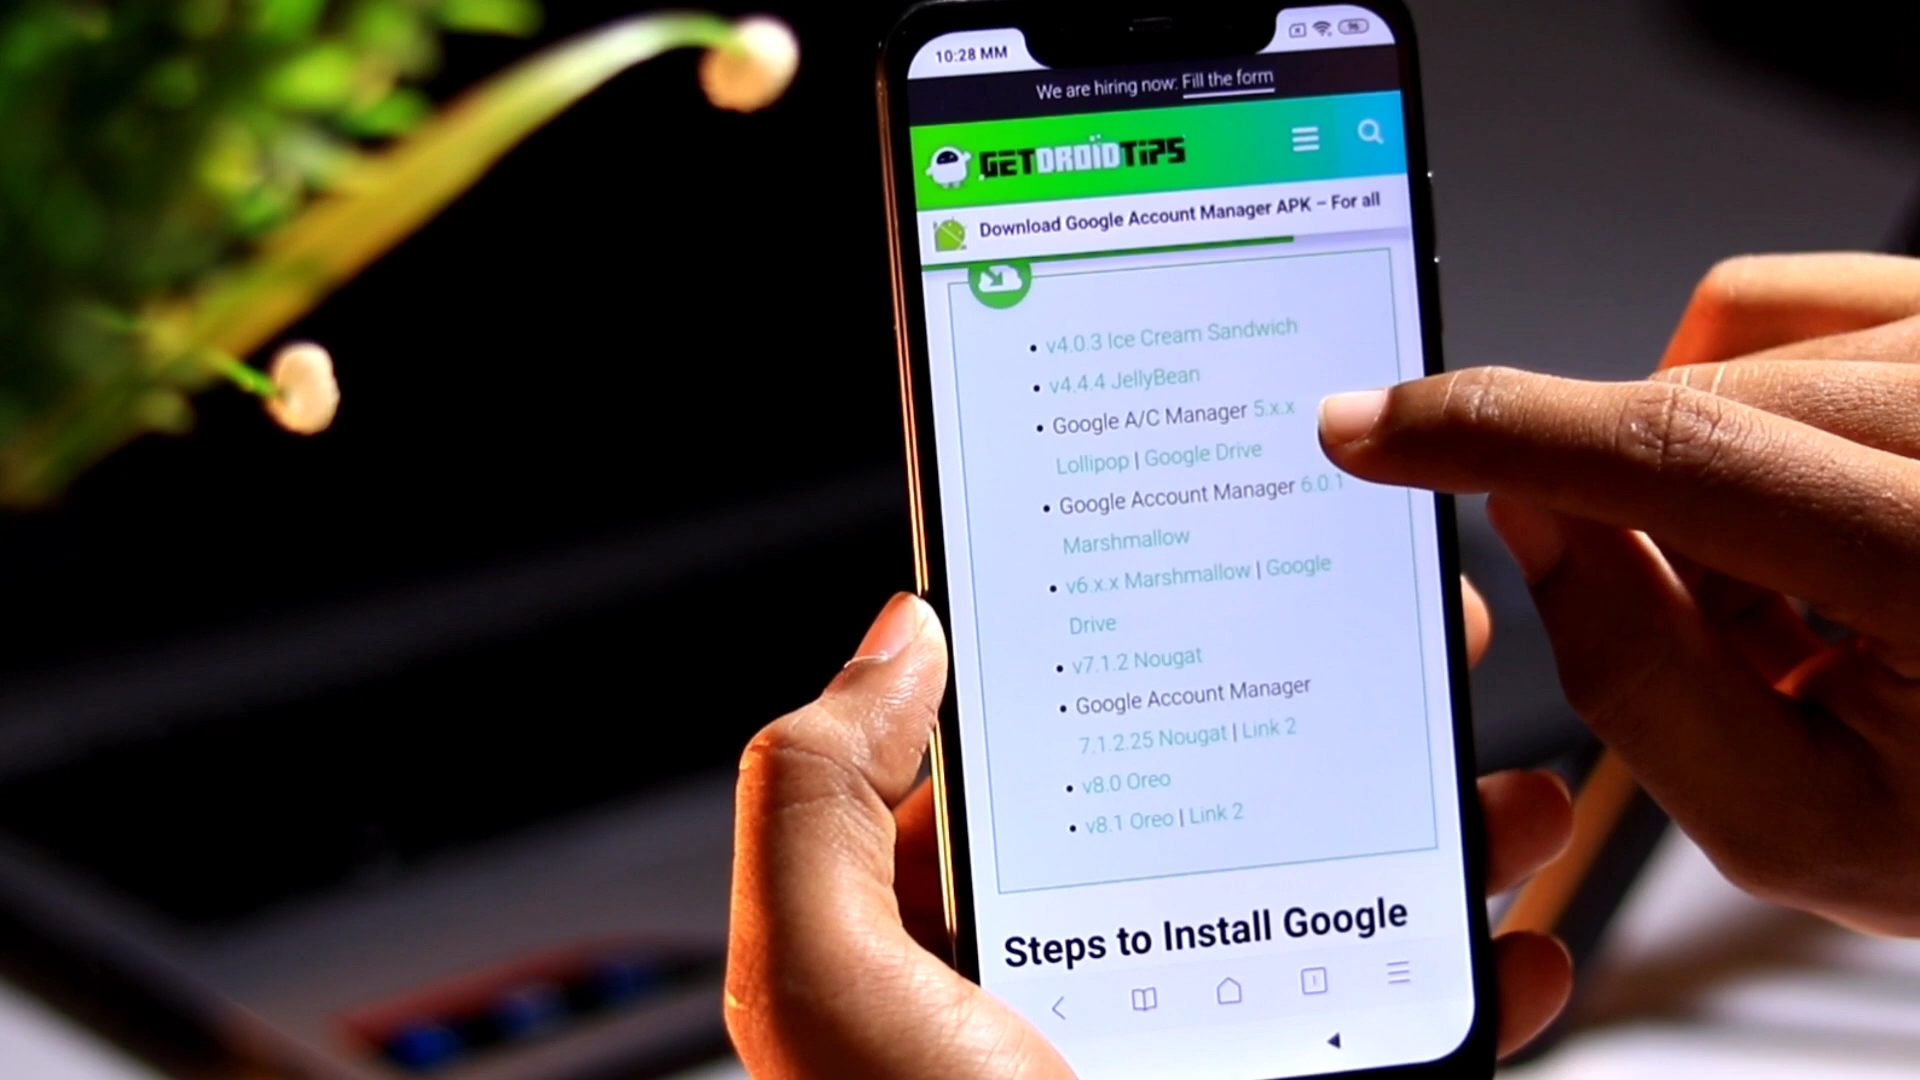 10:28 MM
96
We are hiring now: Fill the form
GETDROÏDTiPS
Download Google Account Manager APK – For all
v4.0.3 Ice Cream Sandwich
v4.4.4 JellyBean
Google A/C Manager 5.x.x
Lollipop | Google Drive
Google Account Manager 6.0.1
Marshmallow
v6.x.x Marshmallow | Google
Drive
v7.1.2 Nougat
Google Account Manager
7.1.2.25 Nougat | Link 2
v8.0 Oreo
v8.1 Oreo | Link 2
Steps to Install Google
1